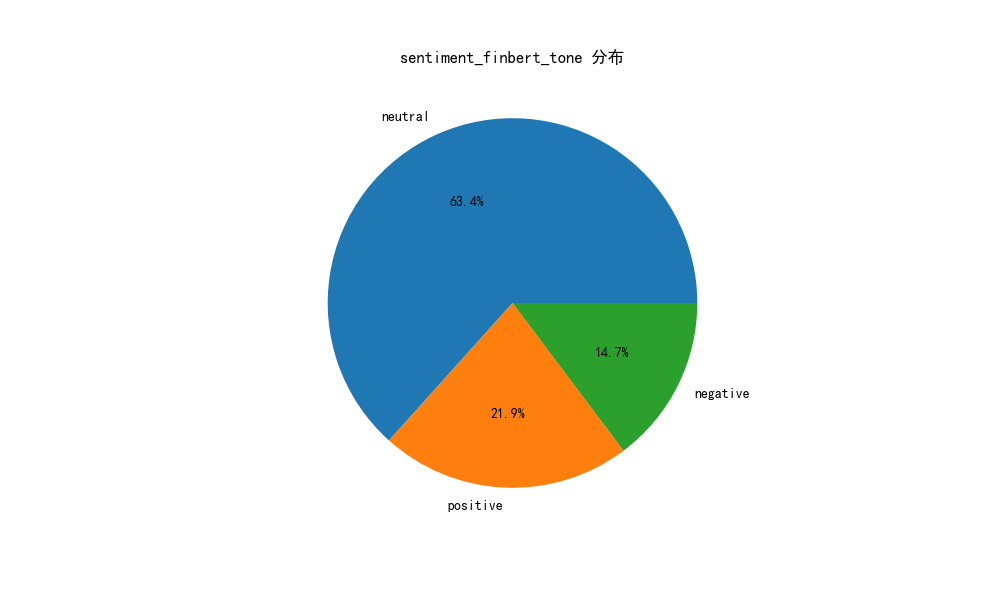 sentiment_finbert_tone 分布
neutral
63.4%
14.7%
negative
21.9%
positive